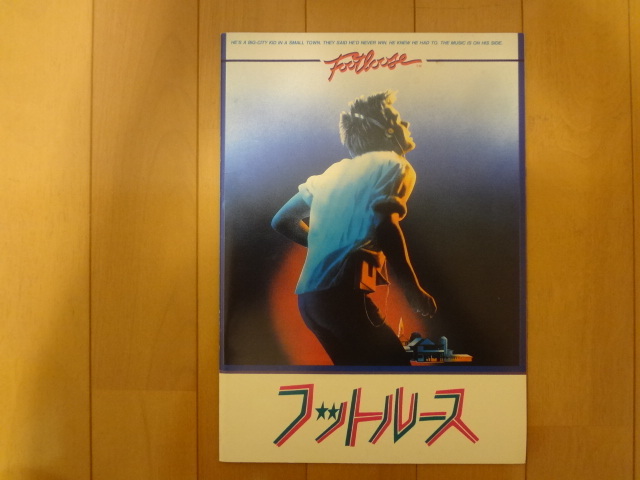 HE'S A BIG-CITY KID IN A SMALL TOWN. THEY SAID HE'D NEVER WIN. HE KNEW HE HAD TO. THE MUSIC IS ON HIS SIDE.
Footloose
フットルース